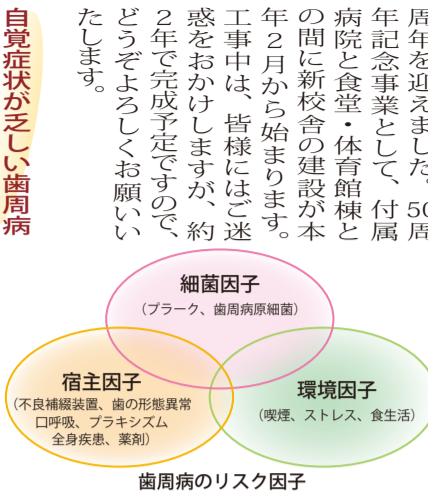 周年を迎えました。50周
年記念事業として、付属
病院と食堂・体育館棟と
の間に新校舎の建設が本
年２月から始まります。
工事中は、皆様にはご迷
惑をおかけしますが、約
２年で完成予定ですので、
どうぞよろしくお願いい
たします。
自覚症状が乏しい歯周病
細菌因子
（プラーク、歯周病原細菌）
宿主因子
（不良補綴装置、歯の形態異常
口呼吸、ブラキシズム
全身疾患、薬剤）
環境因子
（喫煙、ストレス、食生活）
歯周病のリスク因子